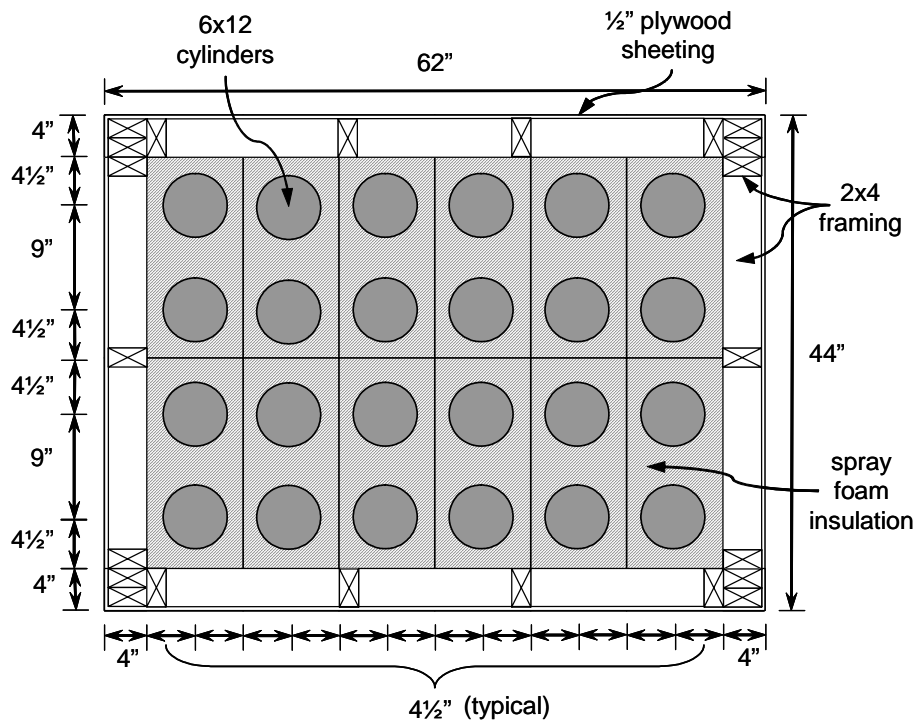 6x12
cylinders
½” plywood
sheeting
62”
4”
4½”
9”
4½”
4½”
9”
4½”
4”
2x4
framing
44”
spray
foam
insulation
4”
4”
4½” (typical)